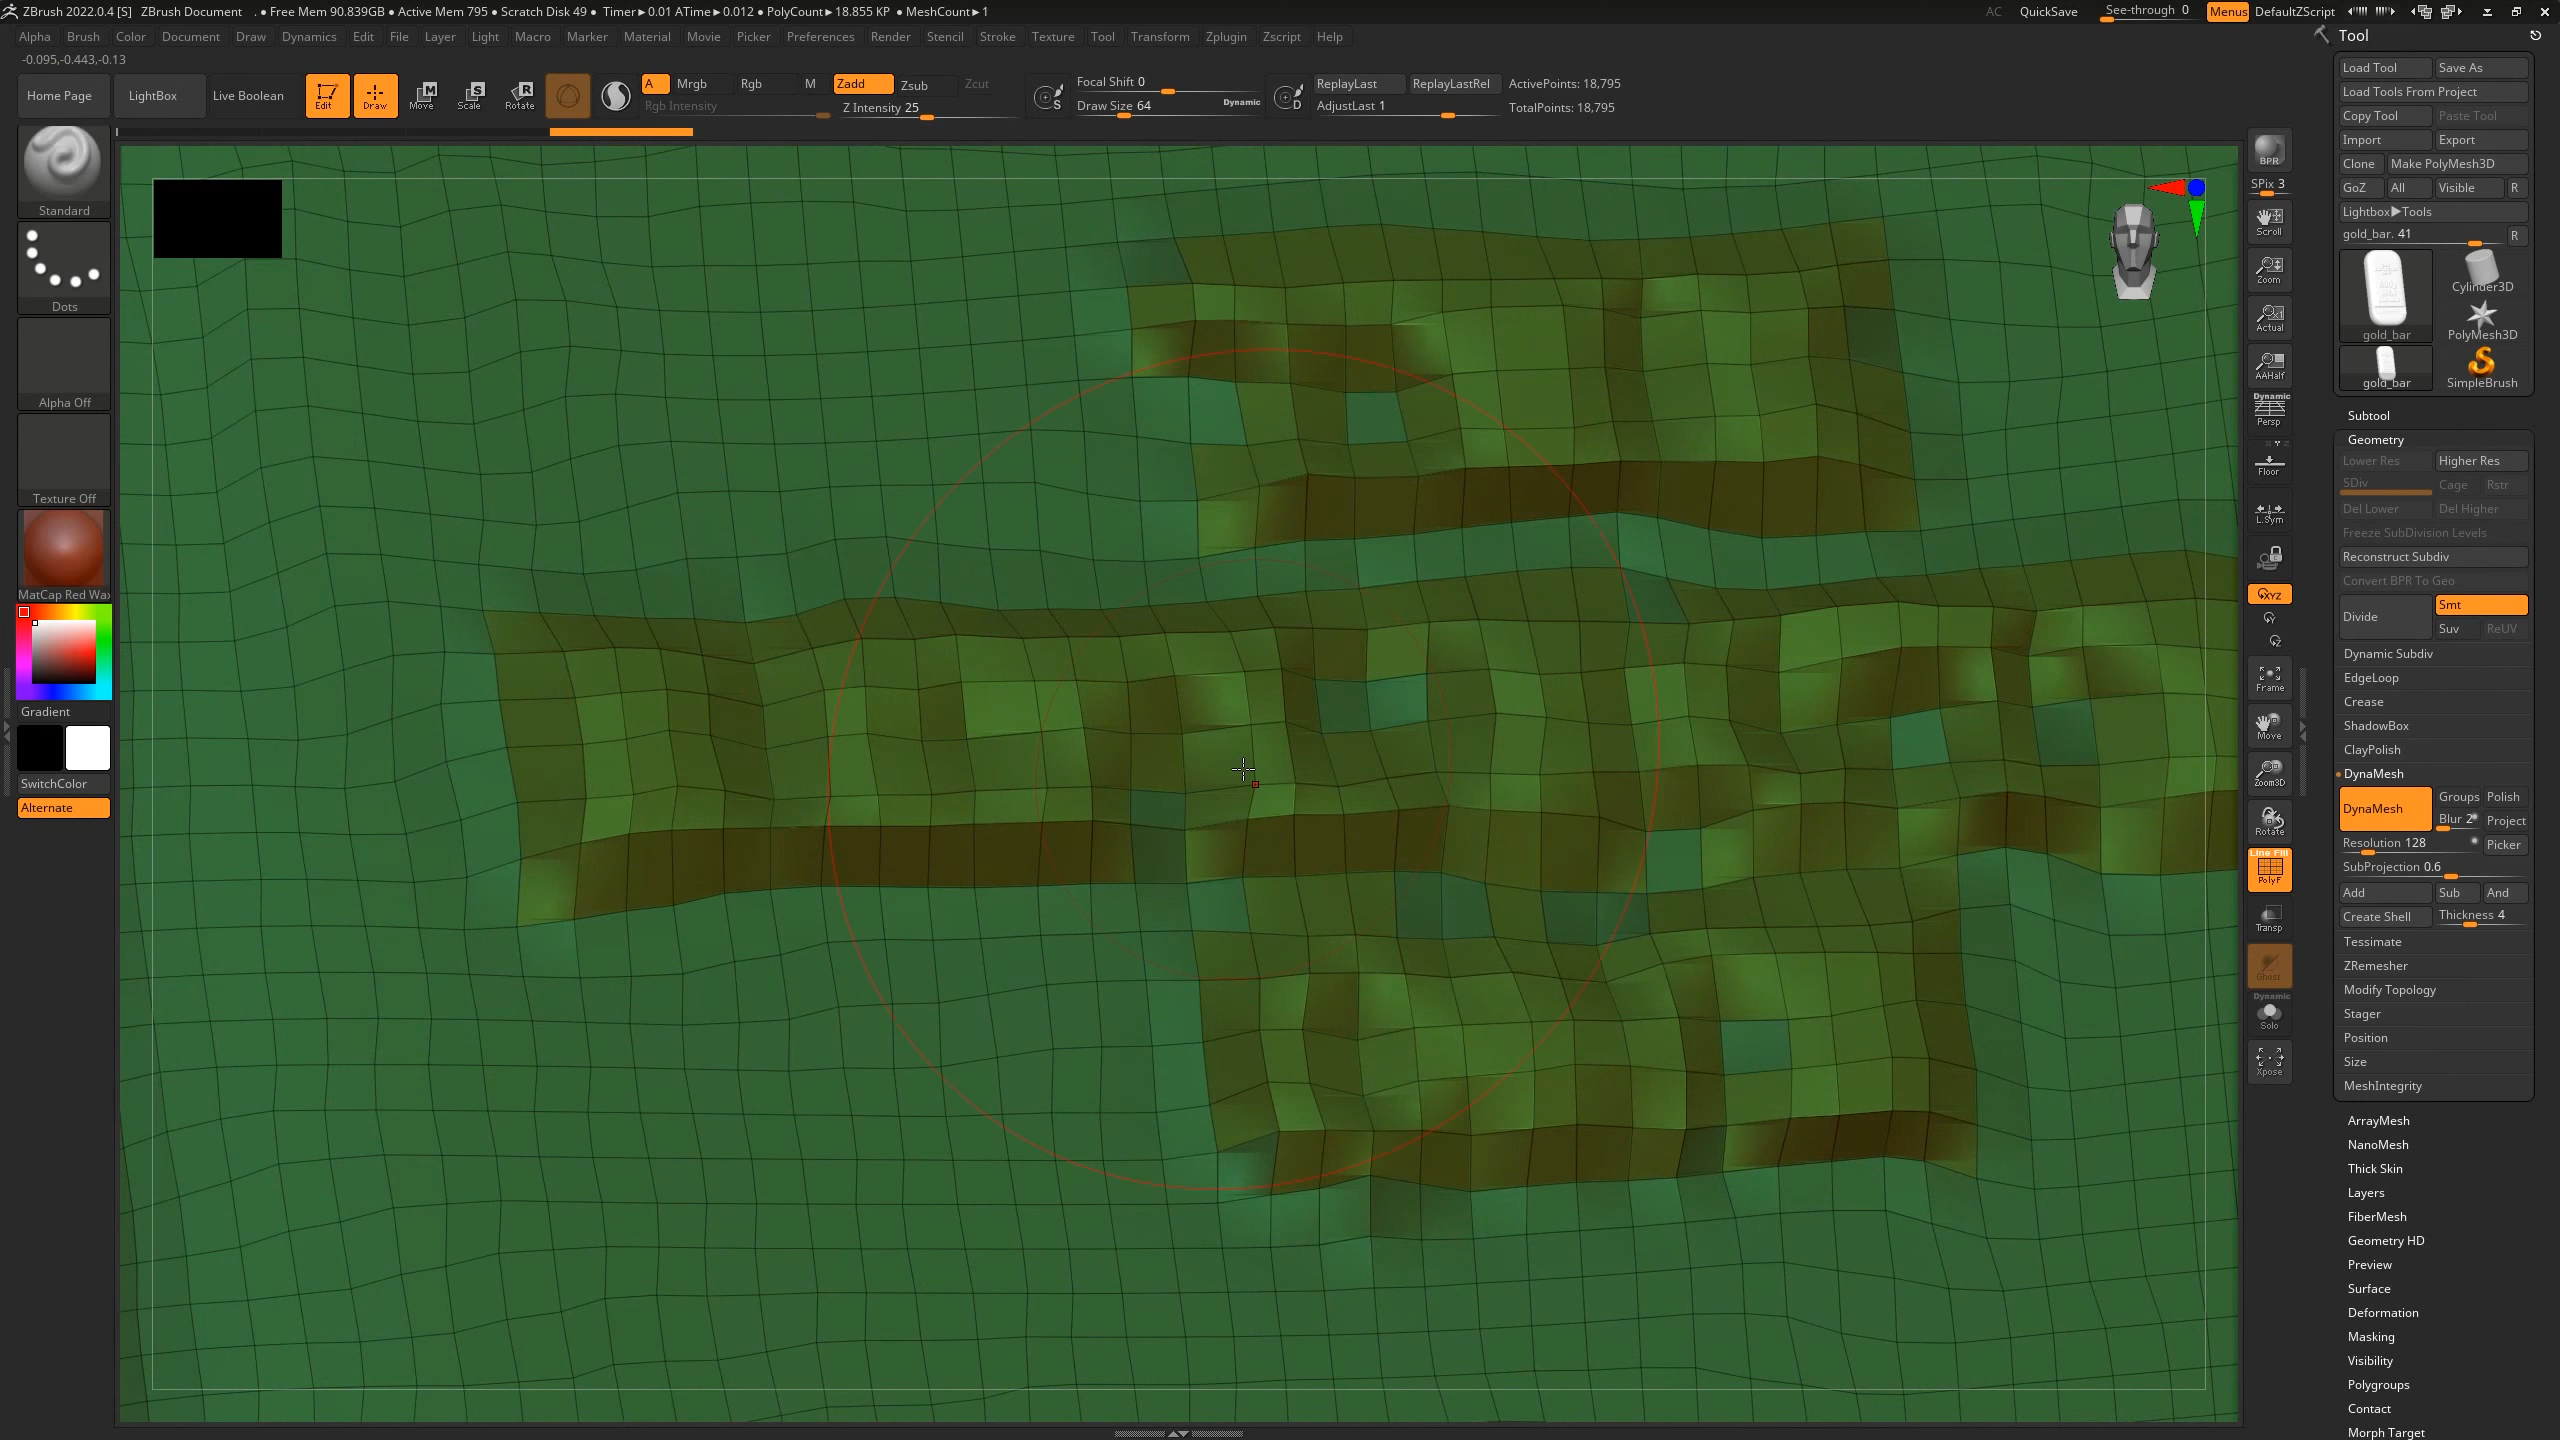 ZBrush 2022.0.4 [S] ZBrush Document . ● Free Mem 90.839GB ● Active Mem 795 ● Scratch Disk 49 ● Timer►0.01 ATime►0.012 ● PolyCount►18.855 KP ● MeshCount►1 AC QuickSave See-through 0 Menus DefaultZScript
Alpha Brush Color Document Draw Dynamics Edit File Layer Light Macro Marker Material Movie Picker Preferences Render Stencil Stroke Texture Tool Transform Zplugin Zscript Help
-0.095,-0.443,-0.13
Home Page LightBox Live Boolean Edit Draw Move Scale Rotate
A Mrgb Rgb M Zadd Zsub Zcut
Rgb Intensity Z Intensity 25
Focal Shift 0
Draw Size 64 Dynamic
ReplayLast ReplayLastRel ActivePoints: 18,795
AdjustLast 1 TotalPoints: 18,795
Standard
Dots
Alpha Off
Texture Off
MatCap Red Wax
Gradient
SwitchColor
Alternate
BPR
SPix 3
Scroll
Zoom
Actual
AAHalf
Dynamic
Persp
Floor
L.Sym
XYZ
Frame
Move
Zoom3D
Rotate
Line Fill
PolyF
Transp
Ghost
Dynamic
Solo
Xpose
Tool
Load Tool Save As
Load Tools From Project
Copy Tool Paste Tool
Import Export
Clone Make PolyMesh3D
GoZ All Visible R
Lightbox►Tools
gold_bar. 41 R
gold_bar Cylinder3D
PolyMesh3D
gold_bar SimpleBrush
Subtool
Geometry
Lower Res Higher Res
SDiv Cage Rstr
Del Lower Del Higher
Freeze SubDivision Levels
Reconstruct Subdiv
Convert BPR To Geo
Divide Smt
Suv ReUV
Dynamic Subdiv
EdgeLoop
Crease
ShadowBox
ClayPolish
DynaMesh
DynaMesh Groups Polish
Blur 2 Project
Resolution 128 Picker
SubProjection 0.6
Add Sub And
Create Shell Thickness 4
Tessimate
ZRemesher
Modify Topology
Stager
Position
Size
MeshIntegrity
ArrayMesh
NanoMesh
Thick Skin
Layers
FiberMesh
Geometry HD
Preview
Surface
Deformation
Masking
Visibility
Polygroups
Contact
Morph Target